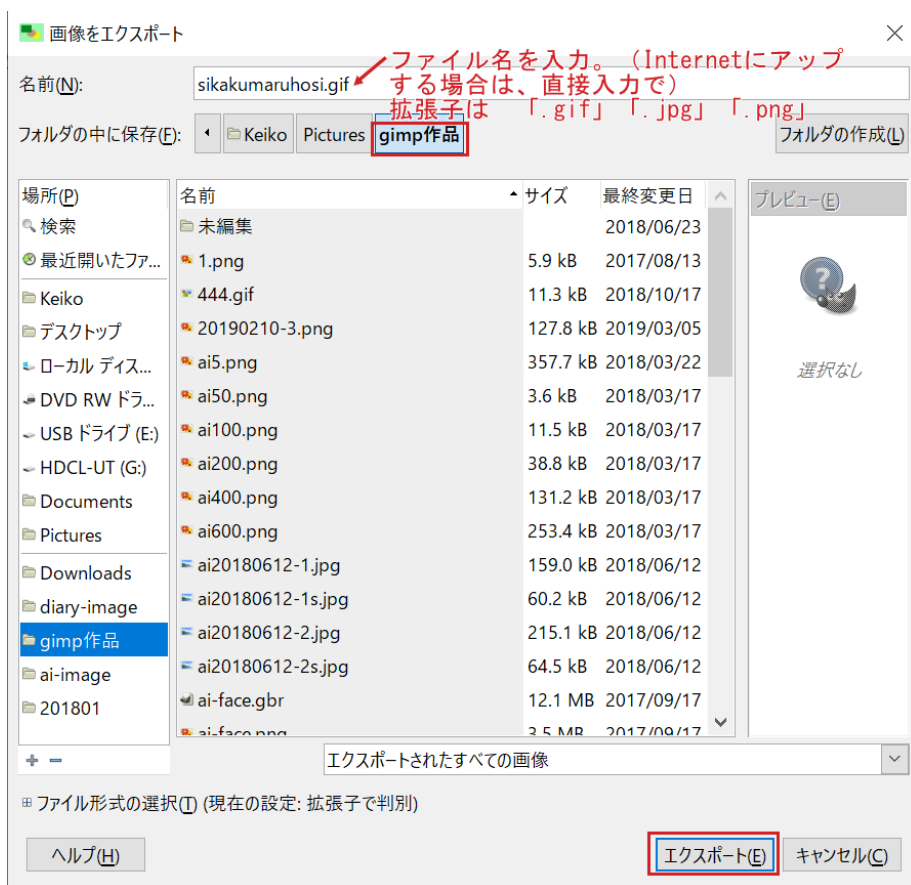 画像をエクスポート
名前(N): sikakumaruhosi.gif
ファイル名を入力。（Internetにアップ
する場合は、直接入力で）
拡張子は 「.gif」「.jpg」「.png」
フォルダの中に保存(F): Keiko Pictures gimp作品 フォルダの作成(L)
場所(P) 名前 サイズ 最終変更日 プレビュー(E)
検索 未編集 2018/06/23
最近開いたファ... 1.png 5.9 kB 2017/08/13
Keiko 444.gif 11.3 kB 2018/10/17
デスクトップ 20190210-3.png 127.8 kB 2019/03/05
ローカル ディス... ai5.png 357.7 kB 2018/03/22 選択なし
DVD RW ドラ... ai50.png 3.6 kB 2018/03/17
USB ドライブ (E:) ai100.png 11.5 kB 2018/03/17
HDCL-UT (G:) ai200.png 38.8 kB 2018/03/17
Documents ai400.png 131.2 kB 2018/03/17
Pictures ai600.png 253.4 kB 2018/03/17
Downloads ai20180612-1.jpg 159.0 kB 2018/06/12
diary-image ai20180612-1s.jpg 60.2 kB 2018/06/12
gimp作品 ai20180612-2.jpg 215.1 kB 2018/06/12
ai-image ai20180612-2s.jpg 64.5 kB 2018/06/12
201801 ai-face.gbr 12.1 MB 2017/09/17
ai-face.png 3.5 MB 2017/09/17
エクスポートされたすべての画像
ファイル形式の選択(T) (現在の設定: 拡張子で判別)
ヘルプ(H) エクスポート(E) キャンセル(C)